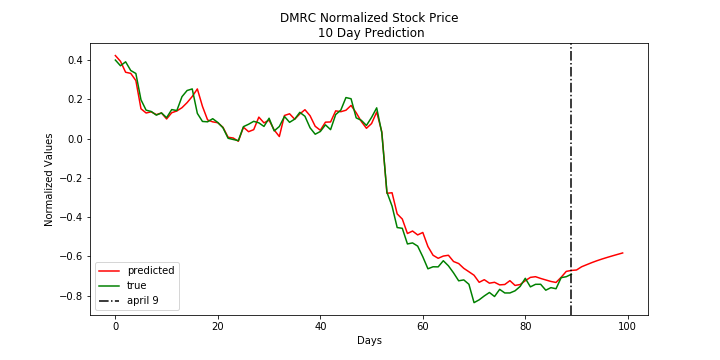 DMRC Normalized Stock Price
10 Day Prediction
Normalized Values
0.4
0.2
0.0
−0.2
−0.4
−0.6
−0.8
predicted
true
april 9
0
20
40
60
80
100
Days